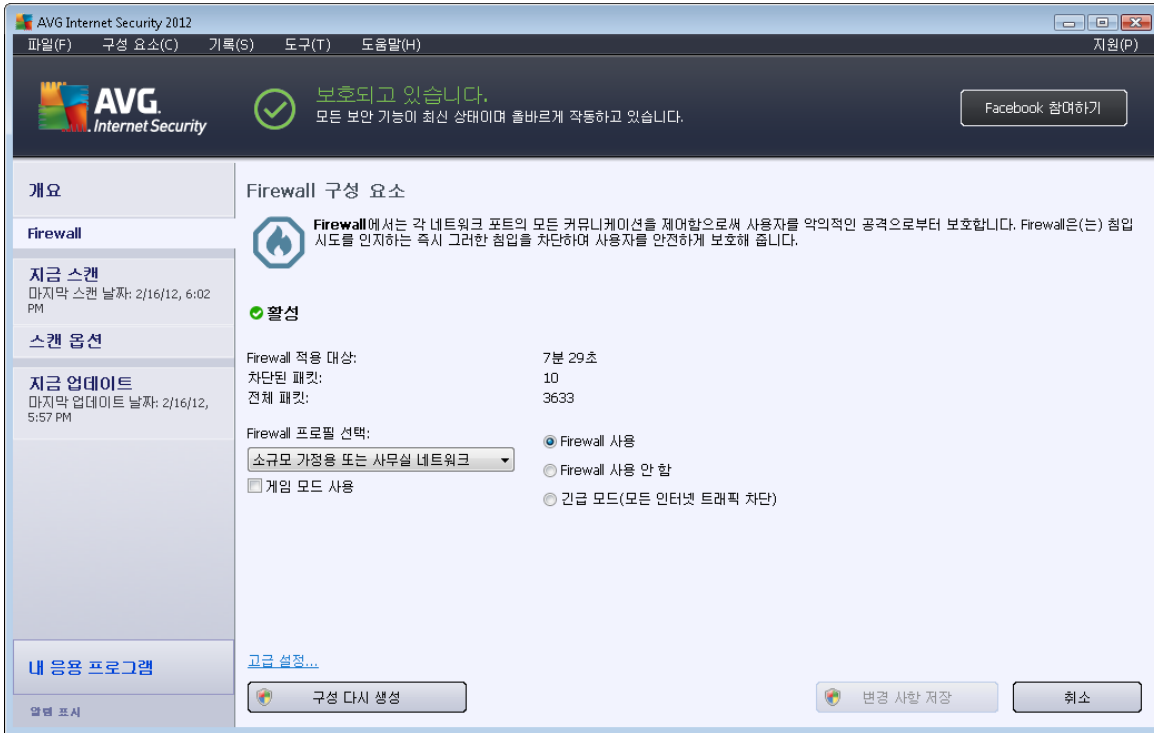 AVG Internet Security 2012
파일(F) 구성 요소(C) 기록(S) 도구(T) 도움말(H) 지원(P)
AVG.
Internet Security
보호되고 있습니다.
모든 보안 기능이 최신 상태이며 올바르게 작동하고 있습니다.
Facebook 참여하기
개요
Firewall
지금 스캔
마지막 스캔 날짜: 2/16/12, 6:02
PM
스캔 옵션
지금 업데이트
마지막 업데이트 날짜: 2/16/12,
5:57 PM
내 응용 프로그램
알림 표시
Firewall 구성 요소
Firewall에서는 각 네트워크 포트의 모든 커뮤니케이션을 제어함으로써 사용자를 악의적인 공격으로부터 보호합니다. Firewall은(는) 침입
시도를 인지하는 즉시 그러한 침입을 차단하여 사용자를 안전하게 보호해 줍니다.
활성
Firewall 적용 대상: 7분 29초
차단된 패킷: 10
전체 패킷: 3633
Firewall 프로필 선택:
소규모 가정용 또는 사무실 네트워크
게임 모드 사용
Firewall 사용
Firewall 사용 안 함
긴급 모드(모든 인터넷 트래픽 차단)
고급 설정...
구성 다시 생성
변경 사항 저장
취소